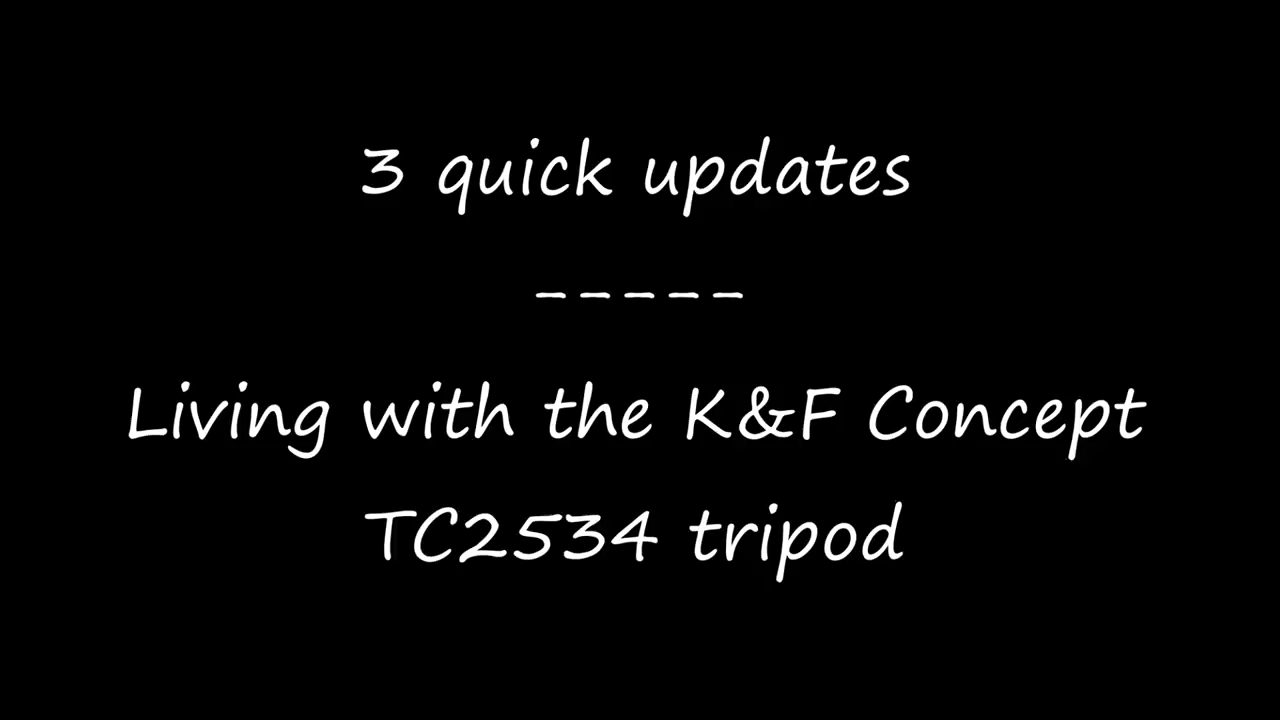 3 quick updates
-----
Living with the K&F Concept
TC2534 tripod